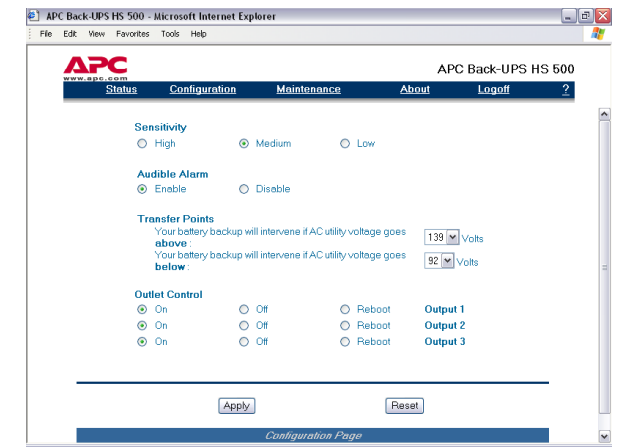 APC Back-UPS HS 500 - Microsoft Internet Explorer
File Edit View Favorites Tools Help
APC
www.apc.com
APC Back-UPS HS 500
Status Configuration Maintenance About Logoff ?
Sensitivity
High Medium Low
Audible Alarm
Enable Disable
Transfer Points
Your battery backup will intervene if AC utility voltage goes
above :
139 Volts
Your battery backup will intervene if AC utility voltage goes
below :
92 Volts
Outlet Control
On Off Reboot Output 1
On Off Reboot Output 2
On Off Reboot Output 3
Apply Reset
Configuration Page